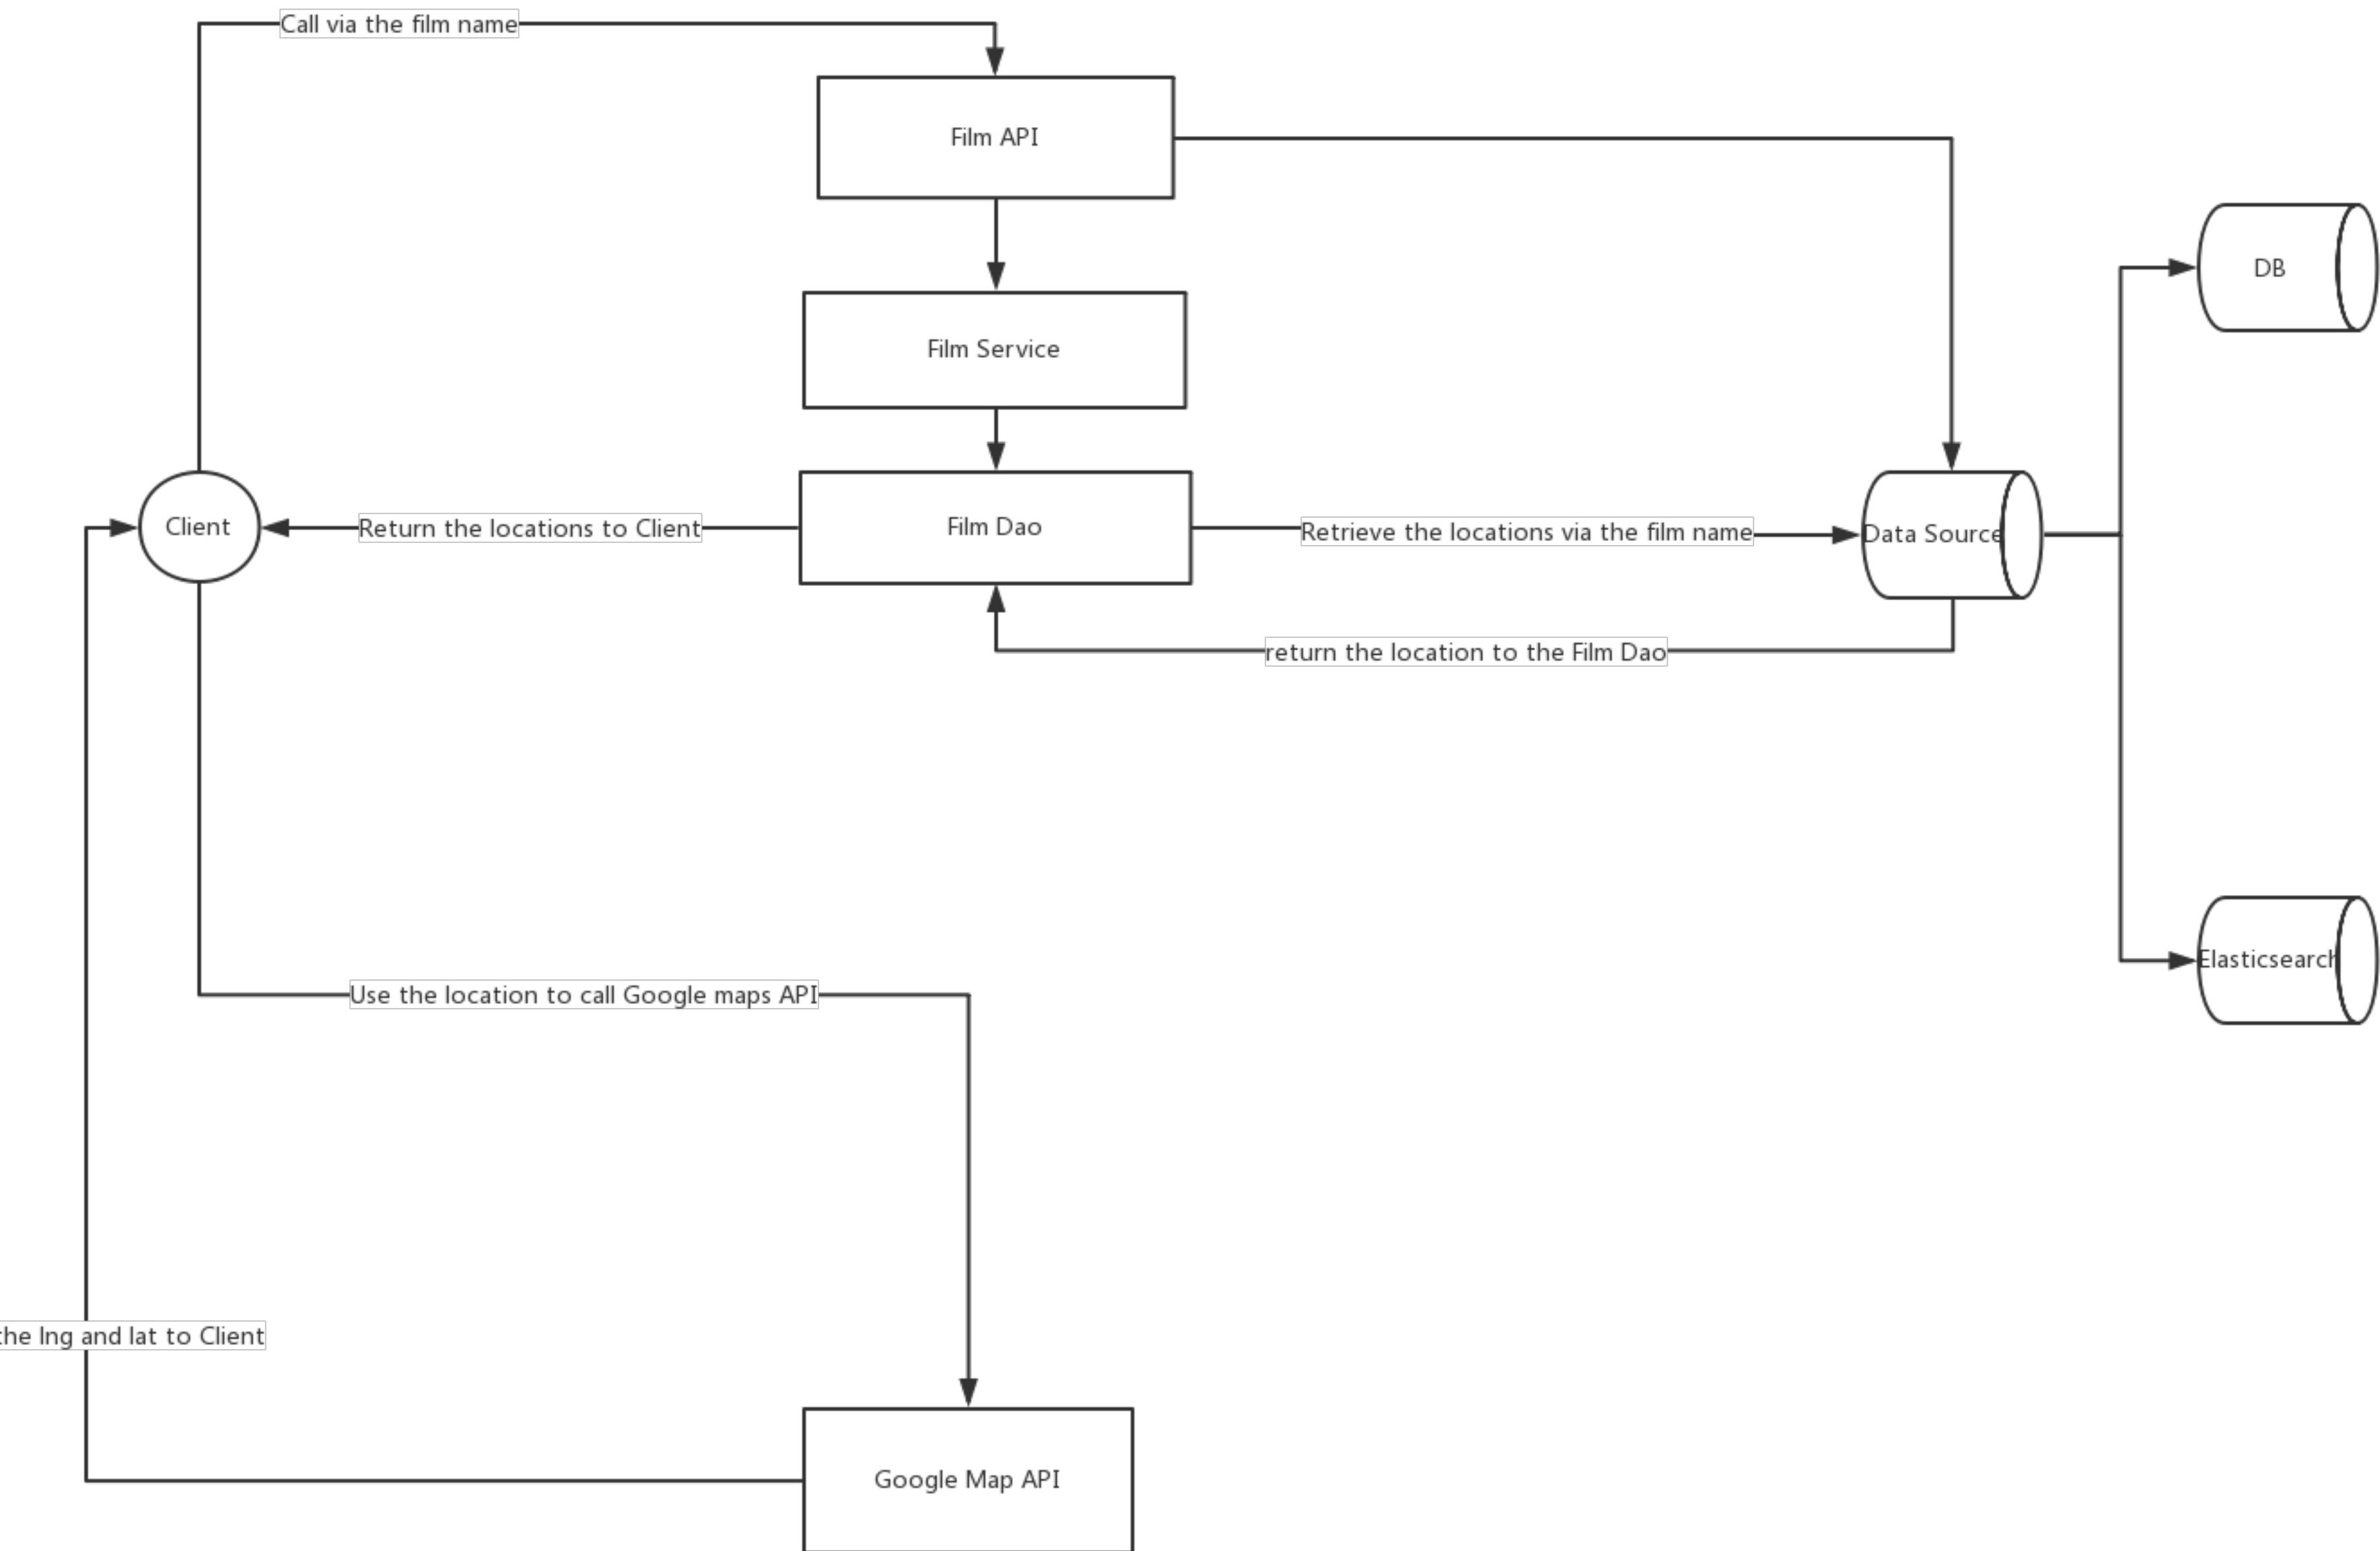 Call via the film name
Film API
DB
Film Service
Client
Return the locations to Client
Film Dao
Retrieve the locations via the film name
Data Source
return the location to the Film Dao
Elasticsearch
Use the location to call Google maps API
the lng and lat to Client
Google Map API